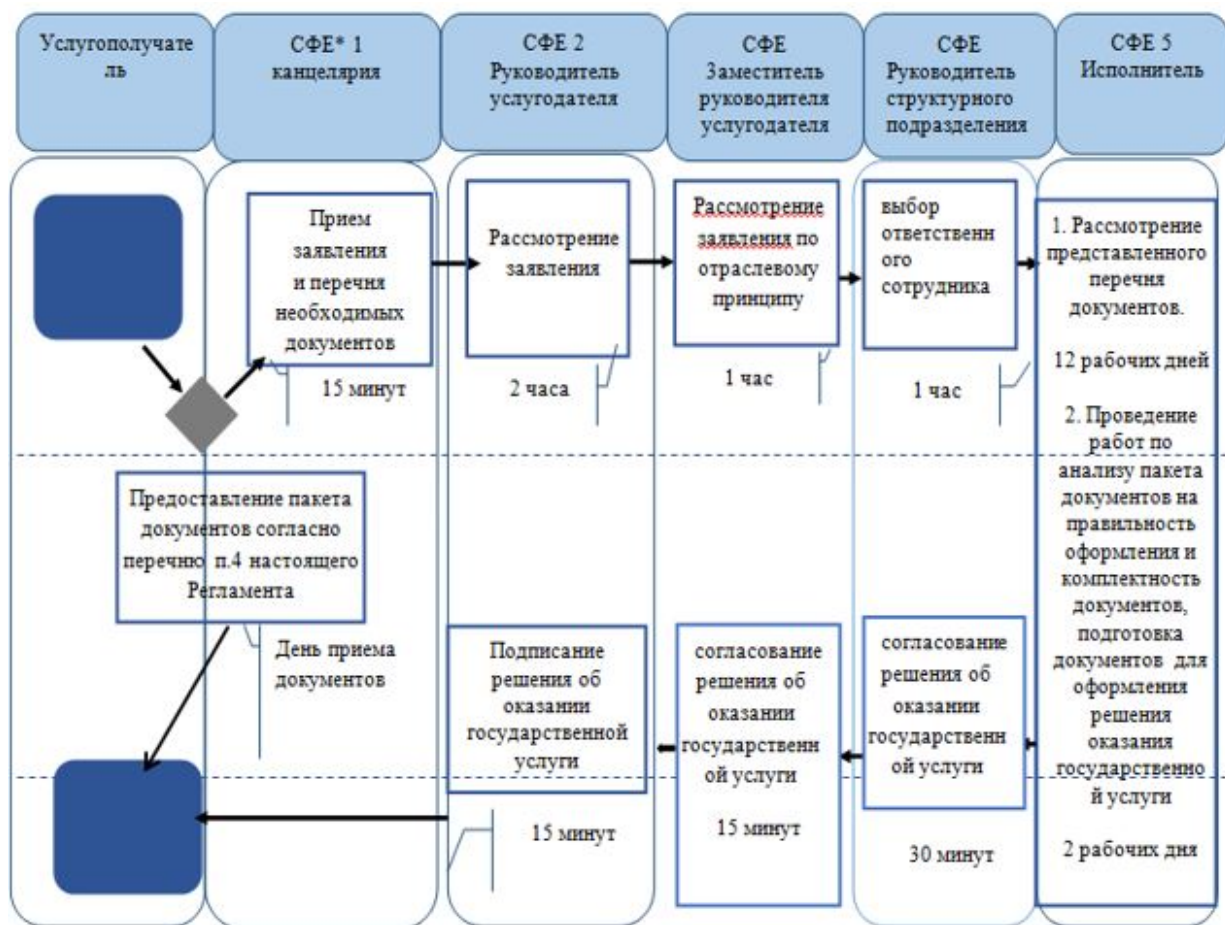 Услугополучате
ль
СФЕ* 1
канцелярия
СФЕ 2
Руководитель
услугодателя
СФЕ
Заместитель
руководителя
услугодателя
СФЕ
Руководитель
структурного
подразделения
СФЕ 5
Исполнитель
Прием
заявления
и перечня
необходимых
документов
15 минут
Рассмотрение
заявления
2 часа
Рассмотрение
заявления по
отраслевому
принципу
1 час
выбор
ответственн
ого
сотрудника
1 час
1. Рассмотрение
представленного
перечня
документов.
12 рабочих дней
2. Проведение
работ по
анализу пакета
документов на
правильность
оформления и
комплектность
документов,
подготовка
документов для
оформления
решения
оказания
государственно
й услуги
2 рабочих дня
Предоставление пакета
документов согласно
перечню п.4 настоящего
Регламента
День приема
документов
Подписание
решения об
оказании
государственной
услуги
15 минут
согласование
решения об
оказании
государственн
ой услуги
15 минут
согласование
решения об
оказании
государственн
ой услуги
30 минут